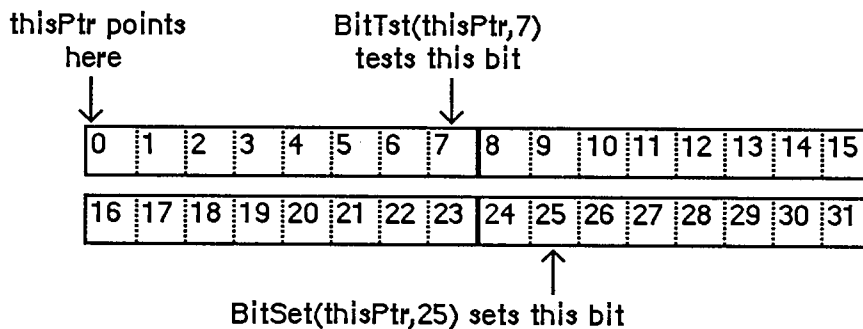 thisPtr points
here
BitTst(thisPtr,7)
tests this bit
0 1 2 3 4 5 6 7 8 9 10 11 12 13 14 15
16 17 18 19 20 21 22 23 24 25 26 27 28 29 30 31
BitSet(thisPtr,25) sets this bit